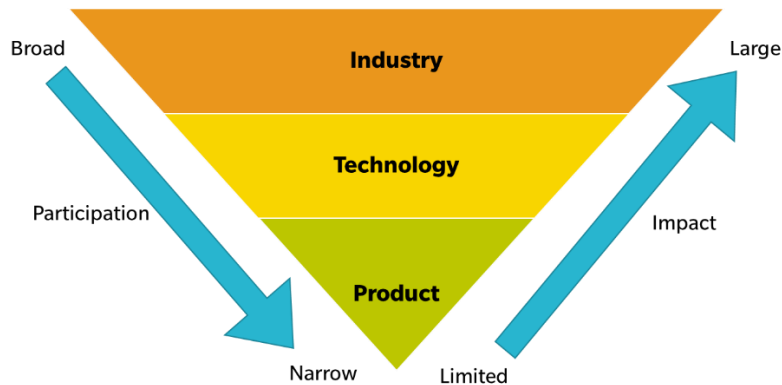 Broad
Industry
Large
Technology
Participation
Impact
Product
Narrow
Limited